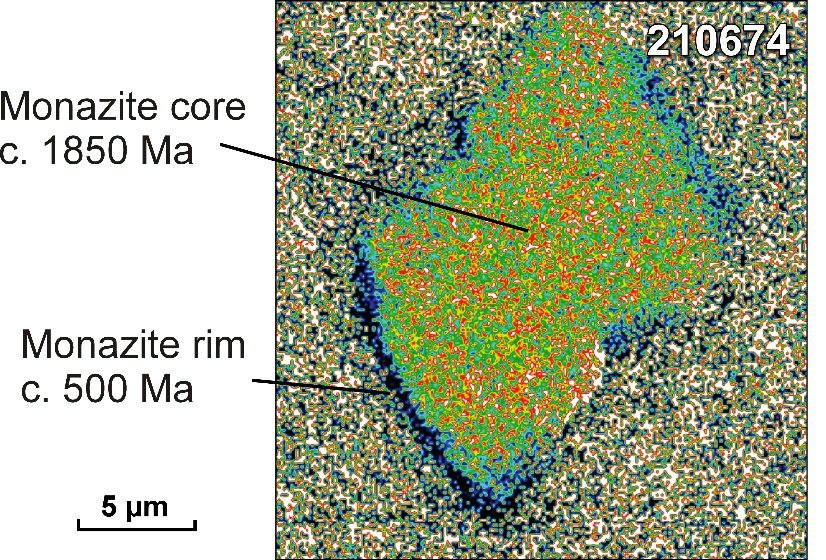 210674
Monazite core
c. 1850 Ma
Monazite rim
c. 500 Ma
5 µm